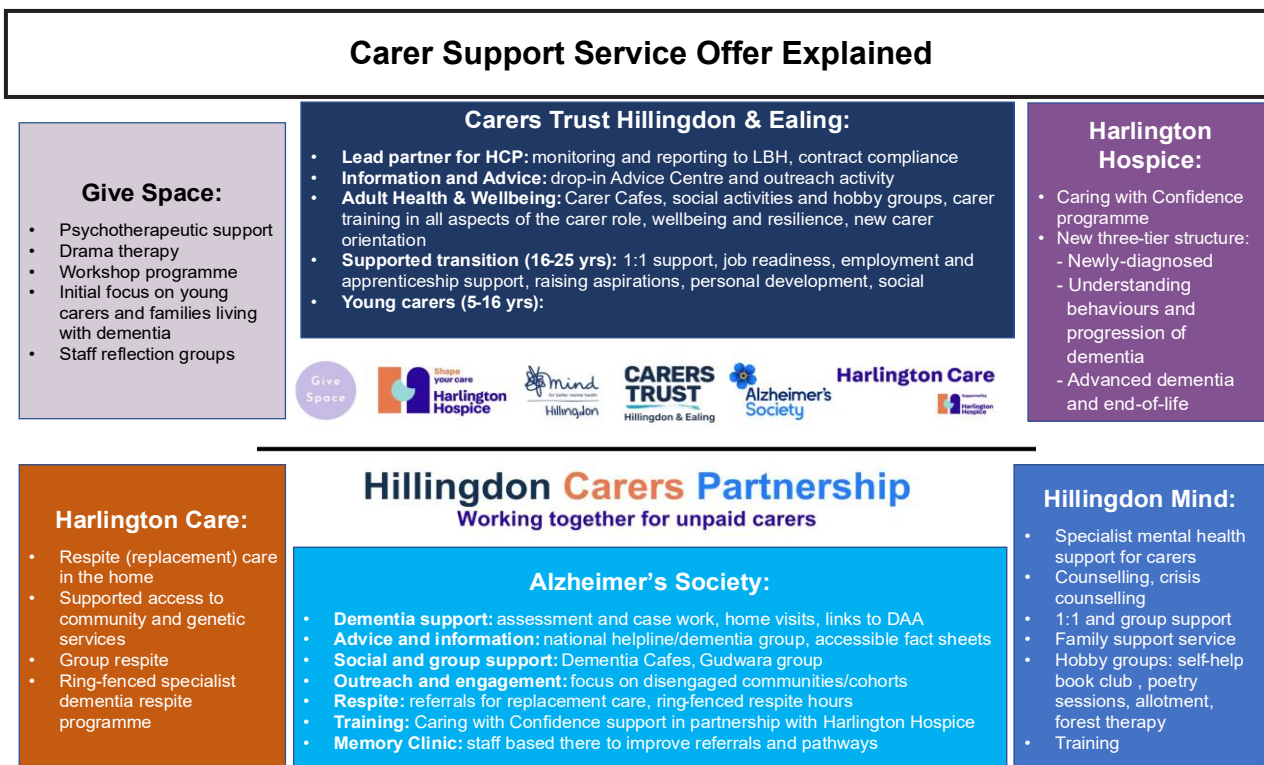 Carer Support Service Offer Explained
Give Space:
• Psychotherapeutic support
• Drama therapy
• Workshop programme
• Initial focus on young
carers and families living
with dementia
• Staff reflection groups
Carers Trust Hillingdon & Ealing:
• Lead partner for HCP: monitoring and reporting to LBH, contract compliance
• Information and Advice: drop-in Advice Centre and outreach activity
• Adult Health & Wellbeing: Carer Cafes, social activities and hobby groups, carer
training in all aspects of the carer role, wellbeing and resilience, new carer
orientation
• Supported transition (16-25 yrs): 1:1 support, job readiness, employment and
apprenticeship support, raising aspirations, personal development, social
• Young carers (5-16 yrs):
Harlington
Hospice:
• Caring with Confidence
programme
• New three-tier structure:
- Newly-diagnosed
- Understanding
behaviours and
progression of
dementia
- Advanced dementia
and end-of-life
Give
Space
Shape
your care
Harlington
Hospice
mind
for better mental health
Hillingdon
CARERS
TRUST
Hillingdon & Ealing
Alzheimer's
Society
Harlington Care
Supported by
Harlington
Hospice
Hillingdon Carers Partnership
Working together for unpaid carers
Harlington Care:
• Respite (replacement) care
in the home
• Supported access to
community and genetic
services
• Group respite
• Ring-fenced specialist
dementia respite
programme
Alzheimer's Society:
• Dementia support: assessment and case work, home visits, links to DAA
• Advice and information: national helpline/dementia group, accessible fact sheets
• Social and group support: Dementia Cafes, Gudwara group
• Outreach and engagement: focus on disengaged communities/cohorts
• Respite: referrals for replacement care, ring-fenced respite hours
• Training: Caring with Confidence support in partnership with Harlington Hospice
• Memory Clinic: staff based there to improve referrals and pathways
Hillingdon Mind:
• Specialist mental health
support for carers
• Counselling, crisis
counselling
• 1:1 and group support
• Family support service
• Hobby groups: self-help
book club , poetry
sessions, allotment,
forest therapy
• Training